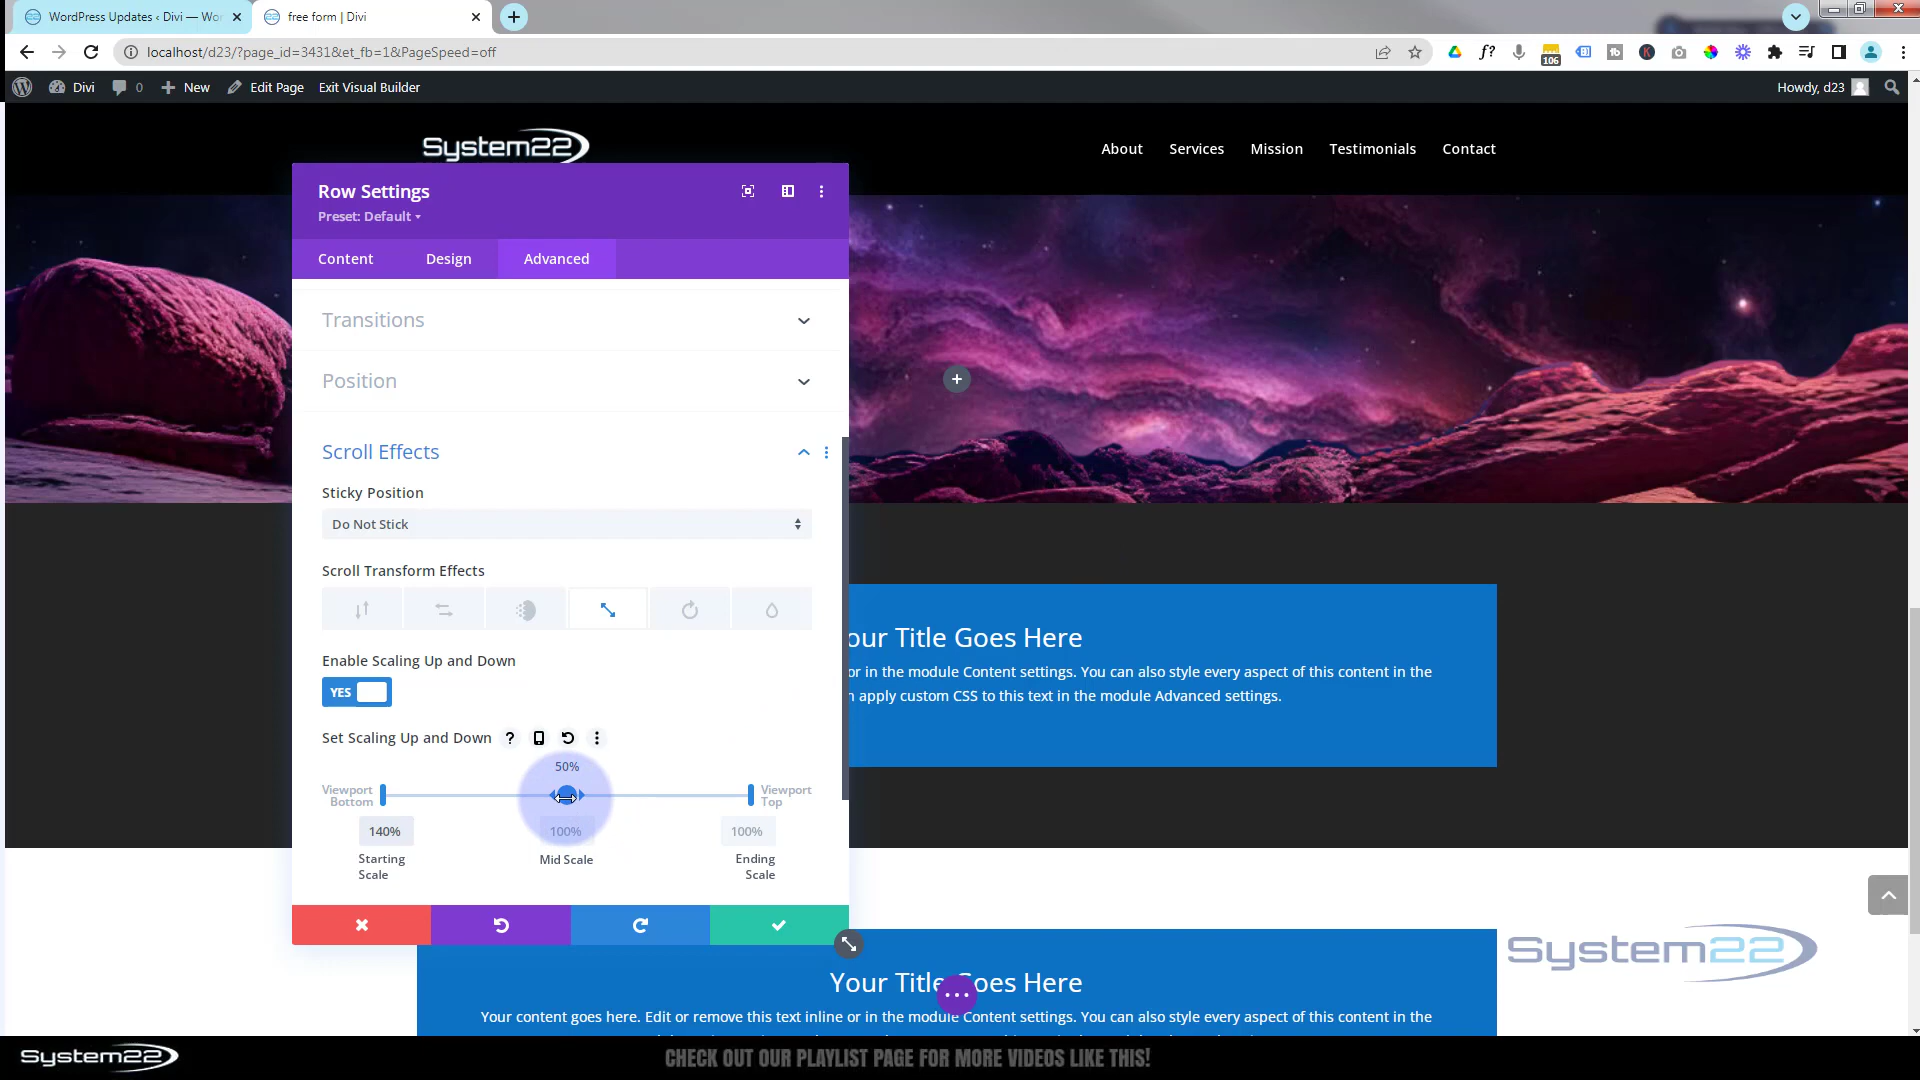 WordPress Updates ‹ Divi — Wor
free form | Divi
localhost/d23/?page_id=3431&et_fb=1&PageSpeed=off
106
Divi
0
New
Edit Page
Exit Visual Builder
Howdy, d23
System22
About
Services
Mission
Testimonials
Contact
Row Settings
Preset: Default
Content
Design
Advanced
Transitions
Position
Scroll Effects
Sticky Position
Do Not Stick
Scroll Transform Effects
Enable Scaling Up and Down
YES
Set Scaling Up and Down
50%
Viewport
Bottom
Viewport
Top
140%
100%
100%
Starting
Scale
Mid Scale
Ending
Scale
our Title Goes Here
or in the module Content settings. You can also style every aspect of this content in the
n apply custom CSS to this text in the module Advanced settings.
System22
Your Title Goes Here
Your content goes here. Edit or remove this text inline or in the module Content settings. You can also style every aspect of this content in the
System22
CHECK OUT OUR PLAYLIST PAGE FOR MORE VIDEOS LIKE THIS!